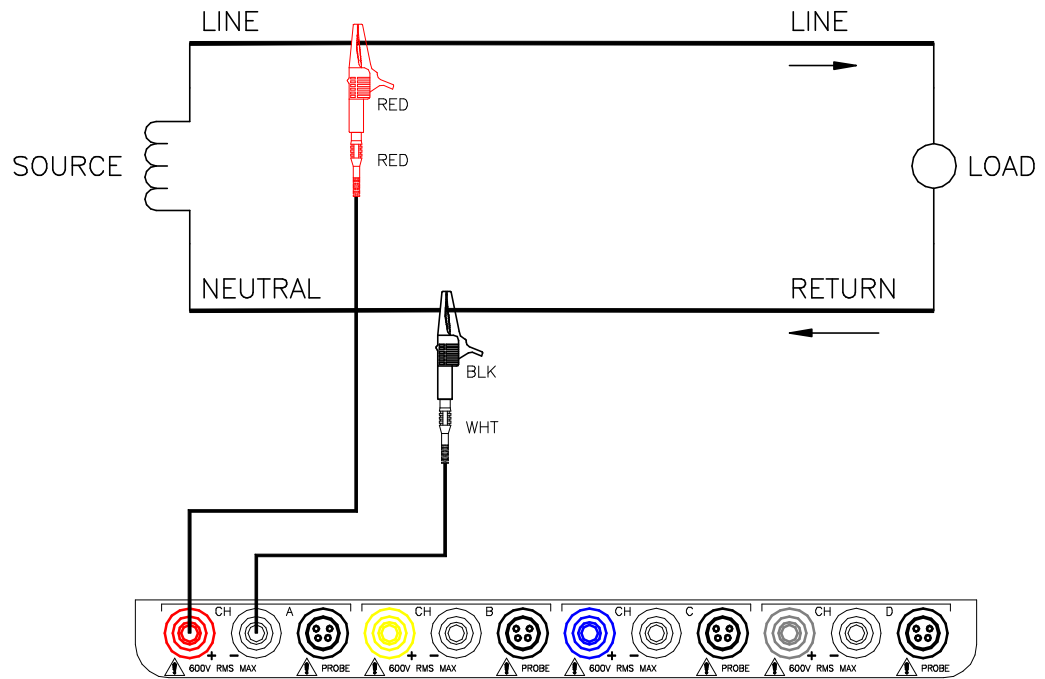 LINE
LINE
RED
RED
SOURCE
LOAD
NEUTRAL
RETURN
BLK
WHT
CH A CH B CH C CH D
+ − + − + − + −
! 600V RMS MAX ! PROBE ! 600V RMS MAX ! PROBE ! 600V RMS MAX ! PROBE ! 600V RMS MAX ! PROBE